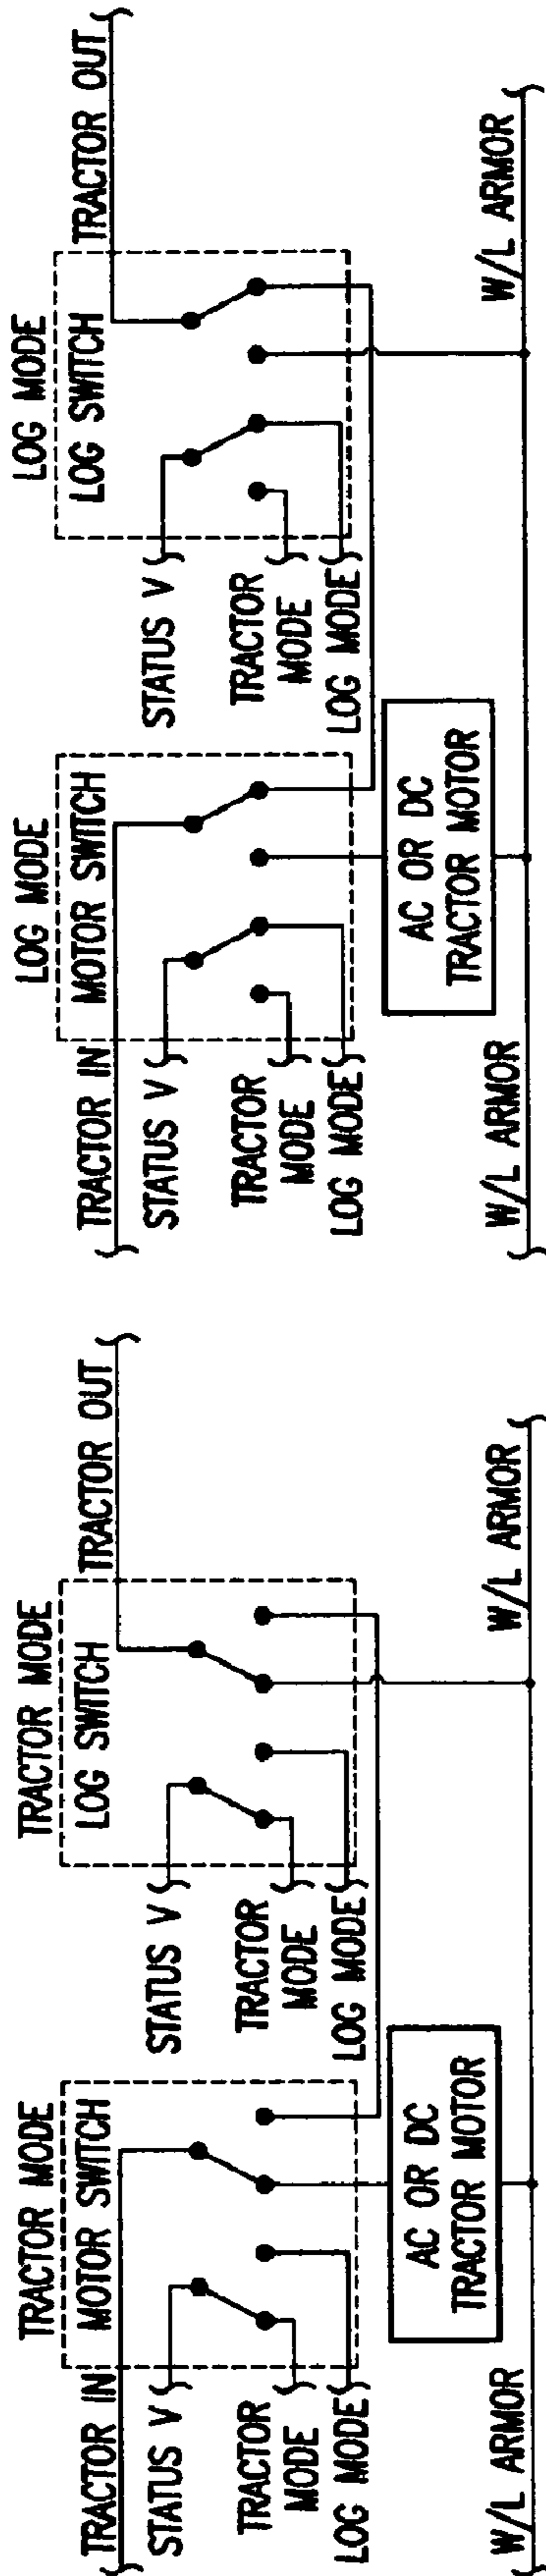 TRACTOR MODE
MOTOR SWITCH
TRACTOR IN
STATUS V
TRACTOR
MODE
LOG MODE
AC OR DC
TRACTOR MOTOR
W/L ARMOR
TRACTOR MODE
LOG SWITCH
TRACTOR OUT
STATUS V
TRACTOR
MODE
LOG MODE
W/L ARMOR
LOG MODE
MOTOR SWITCH
TRACTOR IN
STATUS V
TRACTOR
MODE
LOG MODE
AC OR DC
TRACTOR MOTOR
W/L ARMOR
LOG MODE
LOG SWITCH
TRACTOR OUT
STATUS V
TRACTOR
MODE
LOG MODE
W/L ARMOR